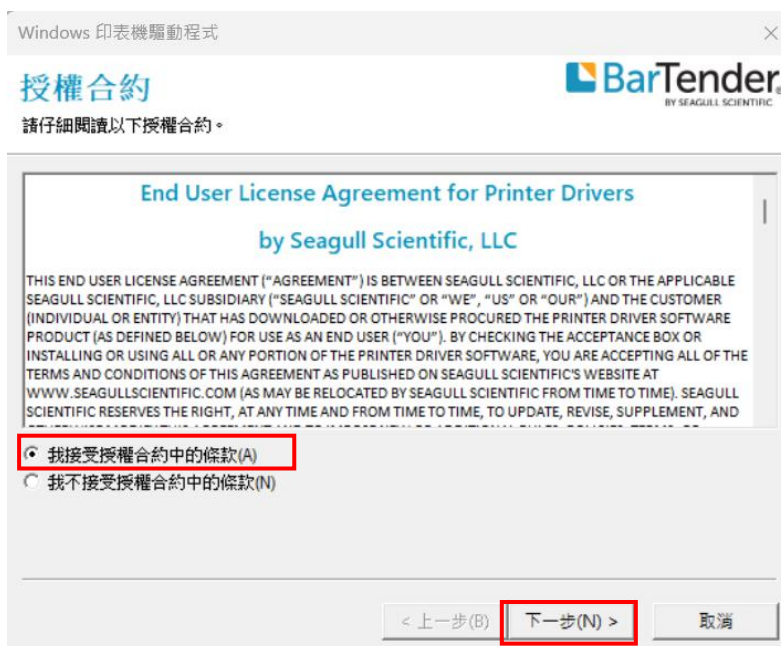 Windows 印表機驅動程式
授權合約
請仔細閱讀以下授權合約。
BarTender®
BY SEAGULL SCIENTIFIC
End User License Agreement for Printer Drivers
by Seagull Scientific, LLC
THIS END USER LICENSE AGREEMENT (“AGREEMENT”) IS BETWEEN SEAGULL SCIENTIFIC, LLC OR THE APPLICABLE
SEAGULL SCIENTIFIC, LLC SUBSIDIARY (“SEAGULL SCIENTIFIC” OR “WE”, “US” OR “OUR”) AND THE CUSTOMER
(INDIVIDUAL OR ENTITY) THAT HAS DOWNLOADED OR OTHERWISE PROCURED THE PRINTER DRIVER SOFTWARE
PRODUCT (AS DEFINED BELOW) FOR USE AS AN END USER (“YOU”). BY CHECKING THE ACCEPTANCE BOX OR
INSTALLING OR USING ALL OR ANY PORTION OF THE PRINTER DRIVER SOFTWARE, YOU ARE ACCEPTING ALL OF THE
TERMS AND CONDITIONS OF THIS AGREEMENT AS PUBLISHED ON SEAGULL SCIENTIFIC'S WEBSITE AT
WWW.SEAGULLSCIENTIFIC.COM (AS MAY BE RELOCATED BY SEAGULL SCIENTIFIC FROM TIME TO TIME). SEAGULL
SCIENTIFIC RESERVES THE RIGHT, AT ANY TIME AND FROM TIME TO TIME, TO UPDATE, REVISE, SUPPLEMENT, AND
我接受授權合約中的條款(A)
我不接受授權合約中的條款(N)
< 上一步(B)
下一步(N) >
取消